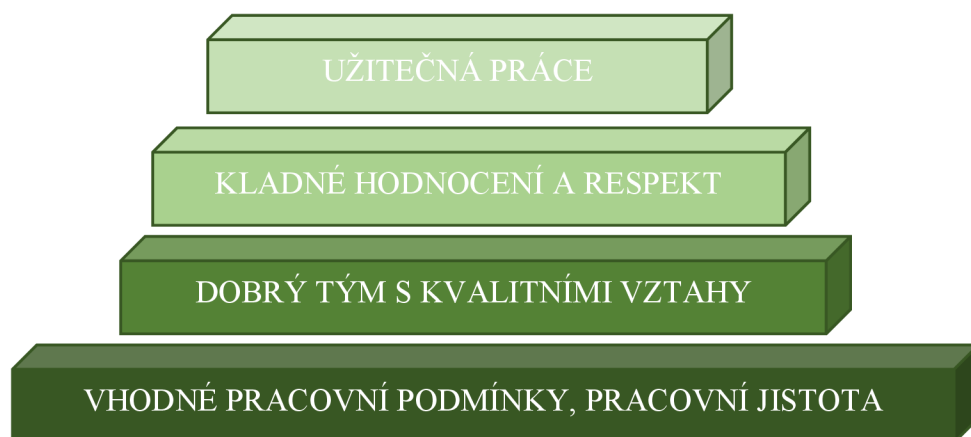 UŽITEČNÁ PRÁCE
KLADNÉ HODNOCENÍ A RESPEKT
DOBRÝ TÝM S KVALITNÍMI VZTAHY
VHODNÉ PRACOVNÍ PODMÍNKY, PRACOVNÍ JISTOTA